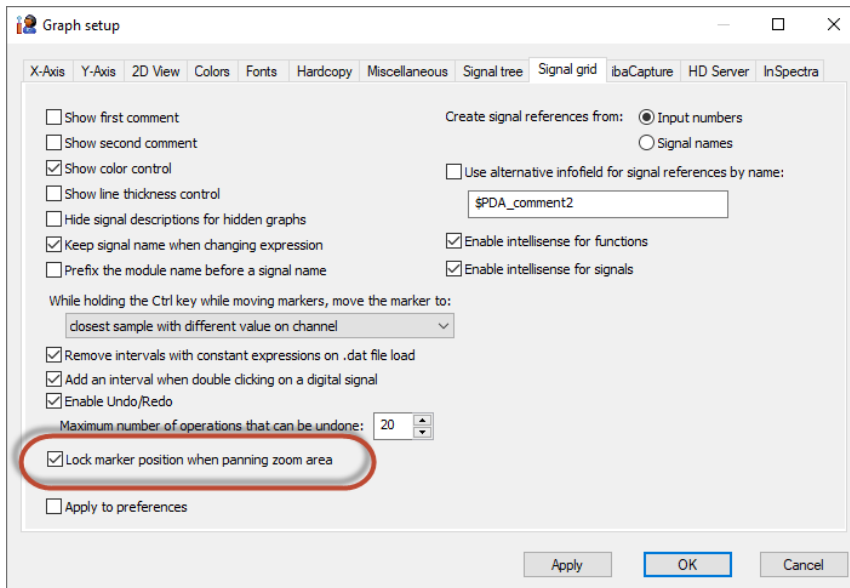 Graph setup
X-Axis Y-Axis 2D View Colors Fonts Hardcopy Miscellaneous Signal tree Signal grid ibaCapture HD Server InSpectra
Show first comment
Show second comment
Show color control
Show line thickness control
Hide signal descriptions for hidden graphs
Keep signal name when changing expression
Prefix the module name before a signal name
While holding the Ctrl key while moving markers, move the marker to:
closest sample with different value on channel
Remove intervals with constant expressions on .dat file load
Add an interval when double clicking on a digital signal
Enable Undo/Redo
Maximum number of operations that can be undone: 20
Lock marker position when panning zoom area
Apply to preferences
Create signal references from: Input numbers
Signal names
Use alternative infofield for signal references by name:
$PDA_comment2
Enable intellisense for functions
Enable intellisense for signals
Apply OK Cancel